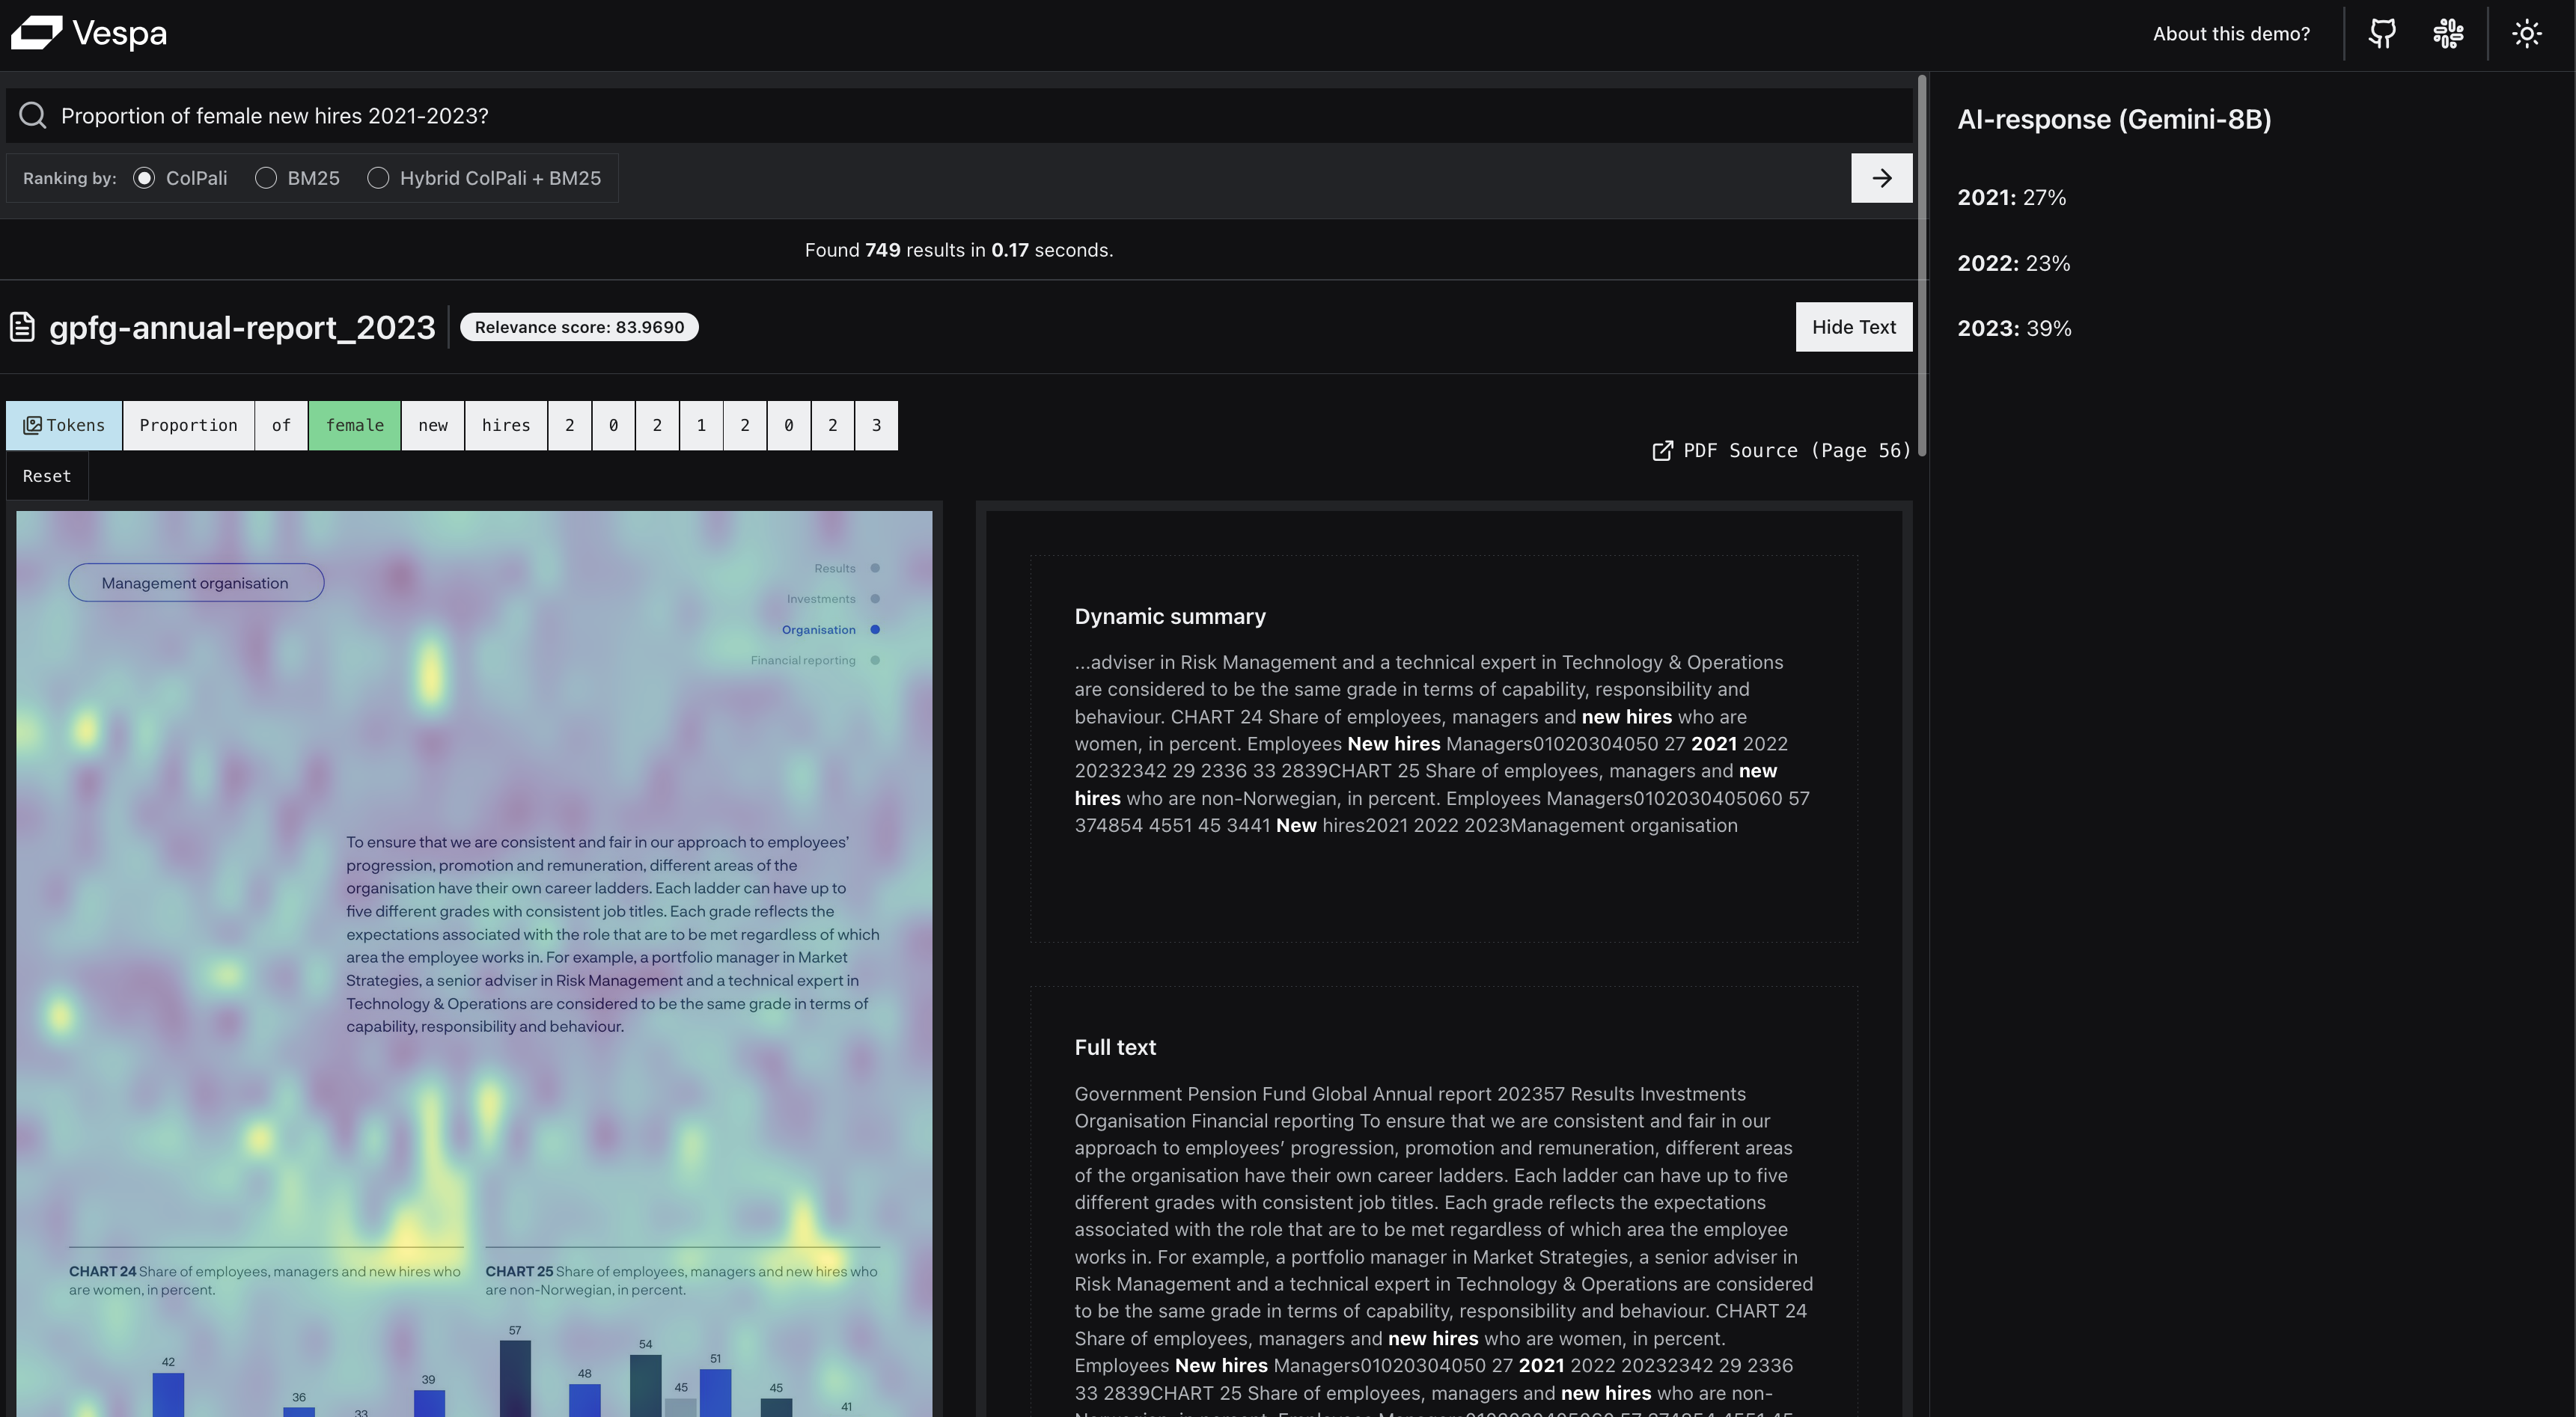 Vespa
About this demo?
Proportion of female new hires 2021-2023?
Ranking by: ColPali BM25 Hybrid ColPali + BM25
Found 749 results in 0.17 seconds.
gpfg-annual-report_2023
Relevance score: 83.9690
Hide Text
Tokens Proportion of female new hires 2 0 2 1 2 0 2 3
Reset
PDF Source (Page 56)
Management organisation
Results
Investments
Organisation
Financial reporting
To ensure that we are consistent and fair in our approach to employees'
progression, promotion and remuneration, different areas of the
organisation have their own career ladders. Each ladder can have up to
five different grades with consistent job titles. Each grade reflects the
expectations associated with the role that are to be met regardless of which
area the employee works in. For example, a portfolio manager in Market
Strategies, a senior adviser in Risk Management and a technical expert in
Technology & Operations are considered to be the same grade in terms of
capability, responsibility and behaviour.
CHART 24 Share of employees, managers and new hires who
are women, in percent.
42
36
33
39
CHART 25 Share of employees, managers and new hires who
are non-Norwegian, in percent.
57
48
54
45
51
45
41
Dynamic summary
...adviser in Risk Management and a technical expert in Technology & Operations
are considered to be the same grade in terms of capability, responsibility and
behaviour. CHART 24 Share of employees, managers and new hires who are
women, in percent. Employees New hires Managers01020304050 27 2021 2022
20232342 29 2336 33 2839CHART 25 Share of employees, managers and new
hires who are non-Norwegian, in percent. Employees Managers0102030405060 57
374854 4551 45 3441 New hires2021 2022 2023Management organisation
Full text
Government Pension Fund Global Annual report 202357 Results Investments
Organisation Financial reporting To ensure that we are consistent and fair in our
approach to employees' progression, promotion and remuneration, different areas
of the organisation have their own career ladders. Each ladder can have up to five
different grades with consistent job titles. Each grade reflects the expectations
associated with the role that are to be met regardless of which area the employee
works in. For example, a portfolio manager in Market Strategies, a senior adviser in
Risk Management and a technical expert in Technology & Operations are considered
to be the same grade in terms of capability, responsibility and behaviour. CHART 24
Share of employees, managers and new hires who are women, in percent.
Employees New hires Managers01020304050 27 2021 2022 20232342 29 2336
33 2839CHART 25 Share of employees, managers and new hires who are non-
AI-response (Gemini-8B)
2021: 27%
2022: 23%
2023: 39%